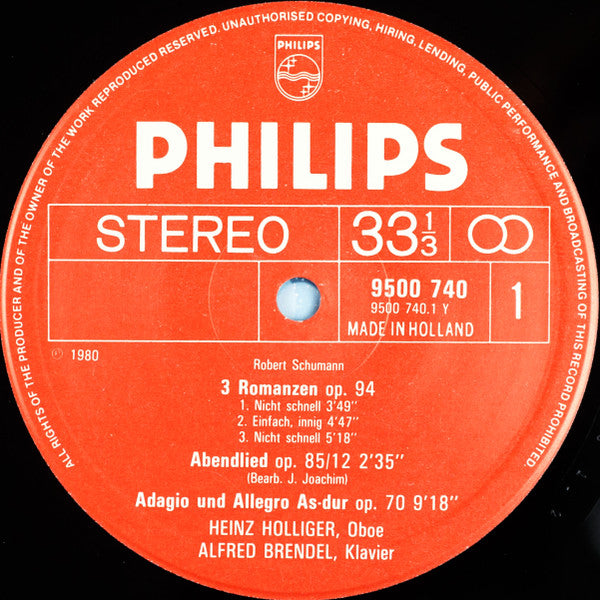 ALL RIGHTS OF THE PRODUCER AND OF THE OWNER OF THE WORK REPRODUCED RESERVED. UNAUTHORISED COPYING, HIRING, LENDING, PUBLIC PERFORMANCE AND BROADCASTING OF THIS RECORD PROHIBITED.
PHILIPS
PHILIPS
STEREO 33 1/3
9500 740
9500 740.1 Y 1
MADE IN HOLLAND
℗ 1980
Robert Schumann
3 Romanzen op. 94
1. Nicht schnell 3'49''
2. Einfach, innig 4'47''
3. Nicht schnell 5'18''
Abendlied op. 85/12 2'35''
(Bearb. J. Joachim)
Adagio und Allegro As-dur op. 70 9'18''
HEINZ HOLLIGER, Oboe
ALFRED BRENDEL, Klavier